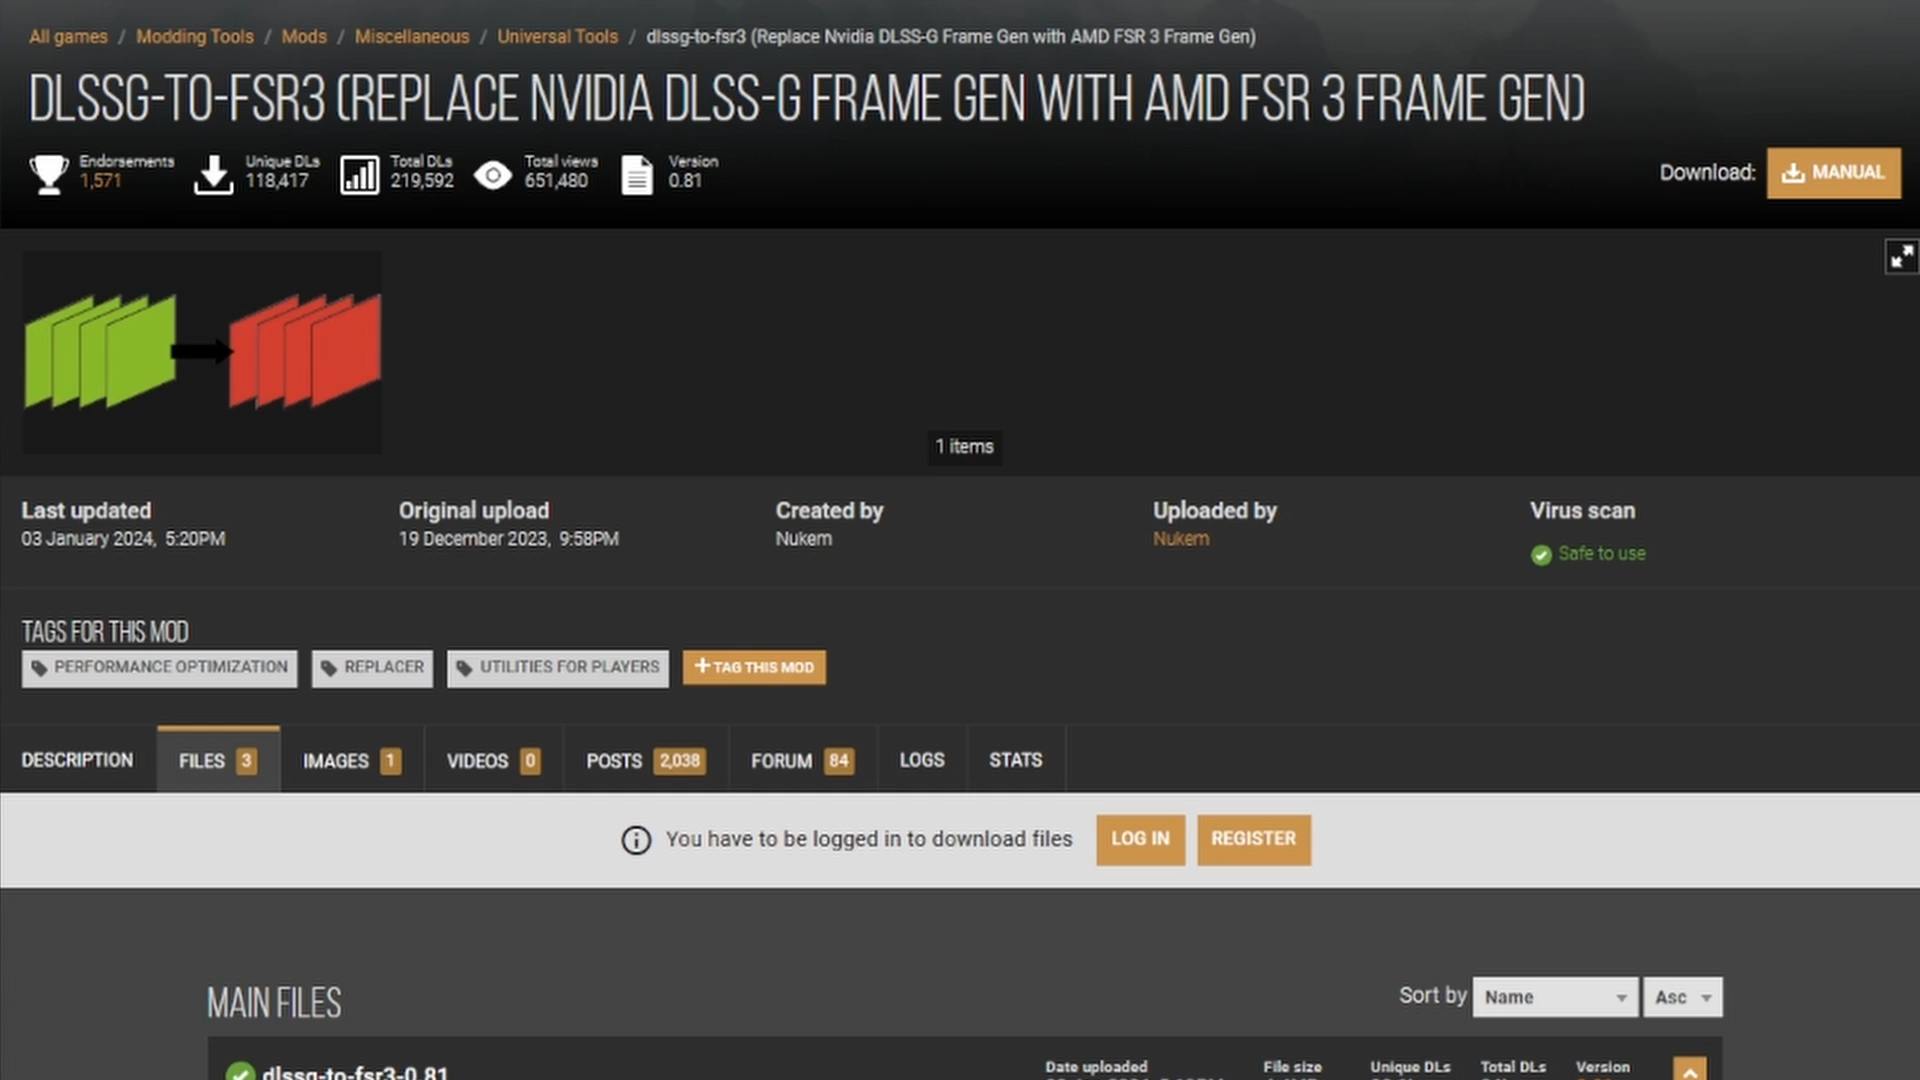 All games / Modding Tools / Mods / Miscellaneous / Universal Tools / dlssg-to-fsr3 (Replace Nvidia DLSS-G Frame Gen with AMD FSR 3 Frame Gen)
DLSSG-TO-FSR3 (REPLACE NVIDIA DLSS-G FRAME GEN WITH AMD FSR 3 FRAME GEN)
Endorsements Unique DLs Total DLs Total views Version
1,571 118,417 219,592 651,480 0.81
Download: MANUAL
1 items
Last updated Original upload Created by Uploaded by Virus scan
03 January 2024, 5:20PM 19 December 2023, 9:58PM Nukem Nukem Safe to use
TAGS FOR THIS MOD
PERFORMANCE OPTIMIZATION REPLACER UTILITIES FOR PLAYERS +TAG THIS MOD
DESCRIPTION FILES 3 IMAGES 1 VIDEOS 0 POSTS 2,038 FORUM 84 LOGS STATS
You have to be logged in to download files LOG IN REGISTER
MAIN FILES Sort by Name Asc
dlssg-to-fsr3-0.81 Date uploaded File size Unique DLs Total DLs Version